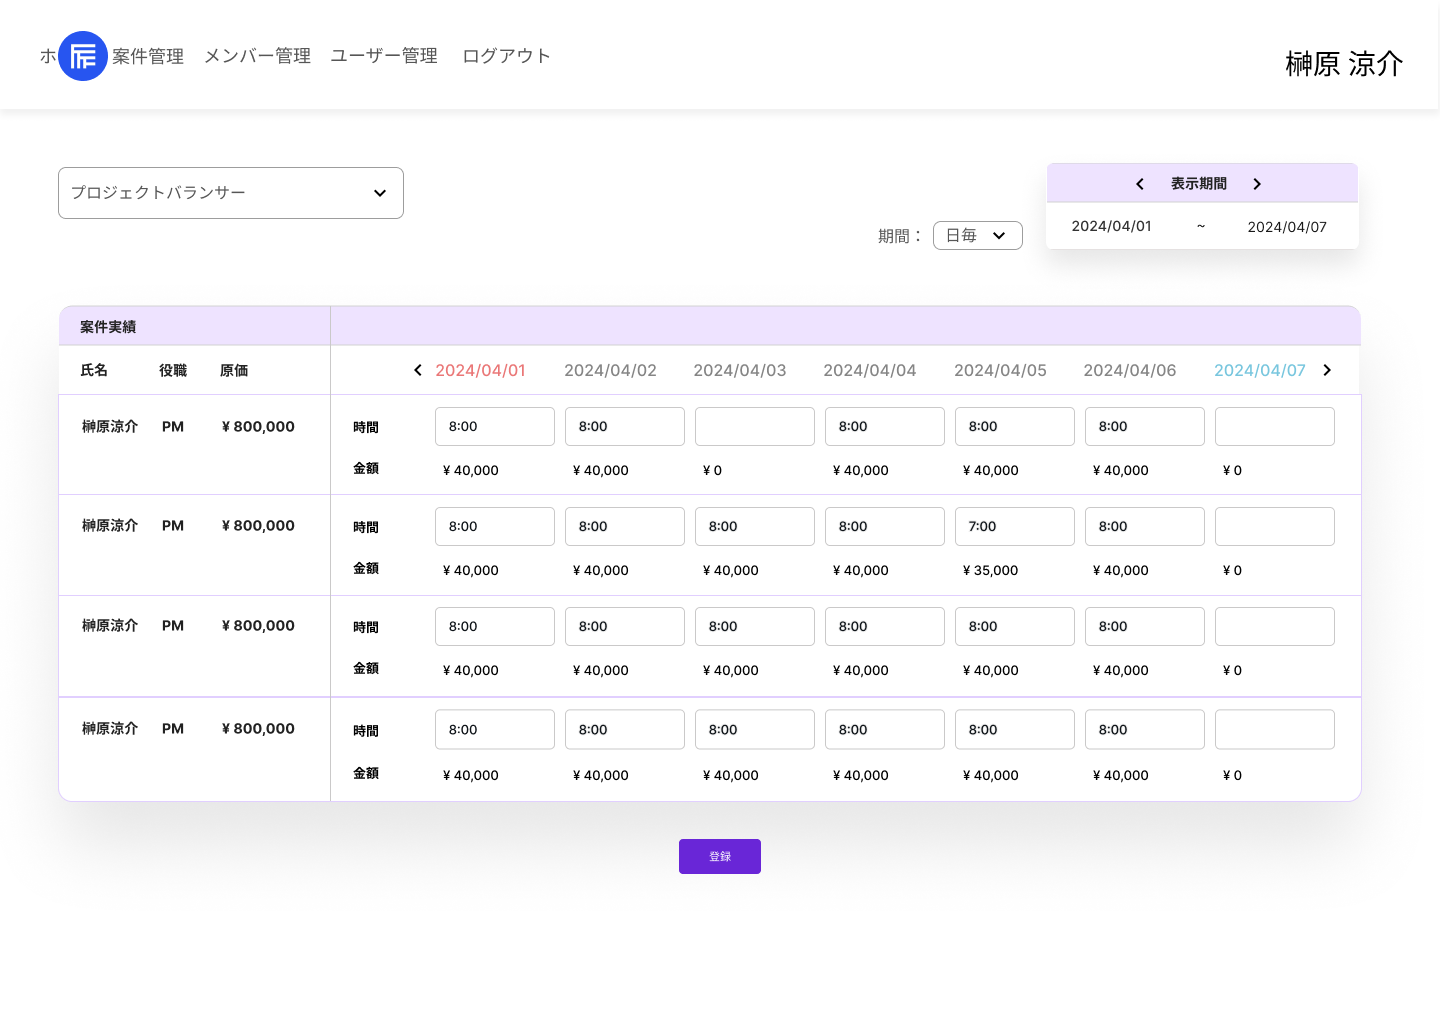 ホ 案件管理 メンバー管理 ユーザー管理 ログアウト
榊原 涼介
プロジェクトバランサー
表示期間
2024/04/01 ~ 2024/04/07
期間： 日毎
案件実績
氏名 役職 原価 2024/04/01 2024/04/02 2024/04/03 2024/04/04 2024/04/05 2024/04/06 2024/04/07
榊原涼介 PM ¥ 800,000 時間 8:00 8:00 8:00 8:00 8:00
金額 ¥ 40,000 ¥ 40,000 ¥ 0 ¥ 40,000 ¥ 40,000 ¥ 40,000 ¥ 0
榊原涼介 PM ¥ 800,000 時間 8:00 8:00 8:00 8:00 7:00 8:00
金額 ¥ 40,000 ¥ 40,000 ¥ 40,000 ¥ 40,000 ¥ 35,000 ¥ 40,000 ¥ 0
榊原涼介 PM ¥ 800,000 時間 8:00 8:00 8:00 8:00 8:00 8:00
金額 ¥ 40,000 ¥ 40,000 ¥ 40,000 ¥ 40,000 ¥ 40,000 ¥ 40,000 ¥ 0
榊原涼介 PM ¥ 800,000 時間 8:00 8:00 8:00 8:00 8:00 8:00
金額 ¥ 40,000 ¥ 40,000 ¥ 40,000 ¥ 40,000 ¥ 40,000 ¥ 40,000 ¥ 0
登録